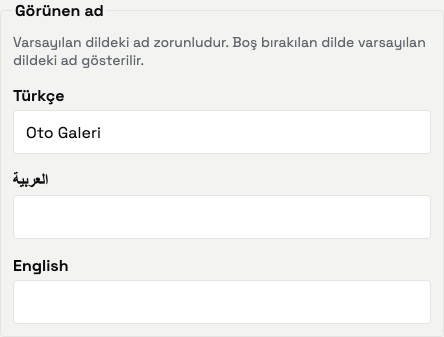 Görünen ad
Varsayılan dildeki ad zorunludur. Boş bırakılan dilde varsayılan
dildeki ad gösterilir.
Türkçe
Oto Galeri
العربية
English